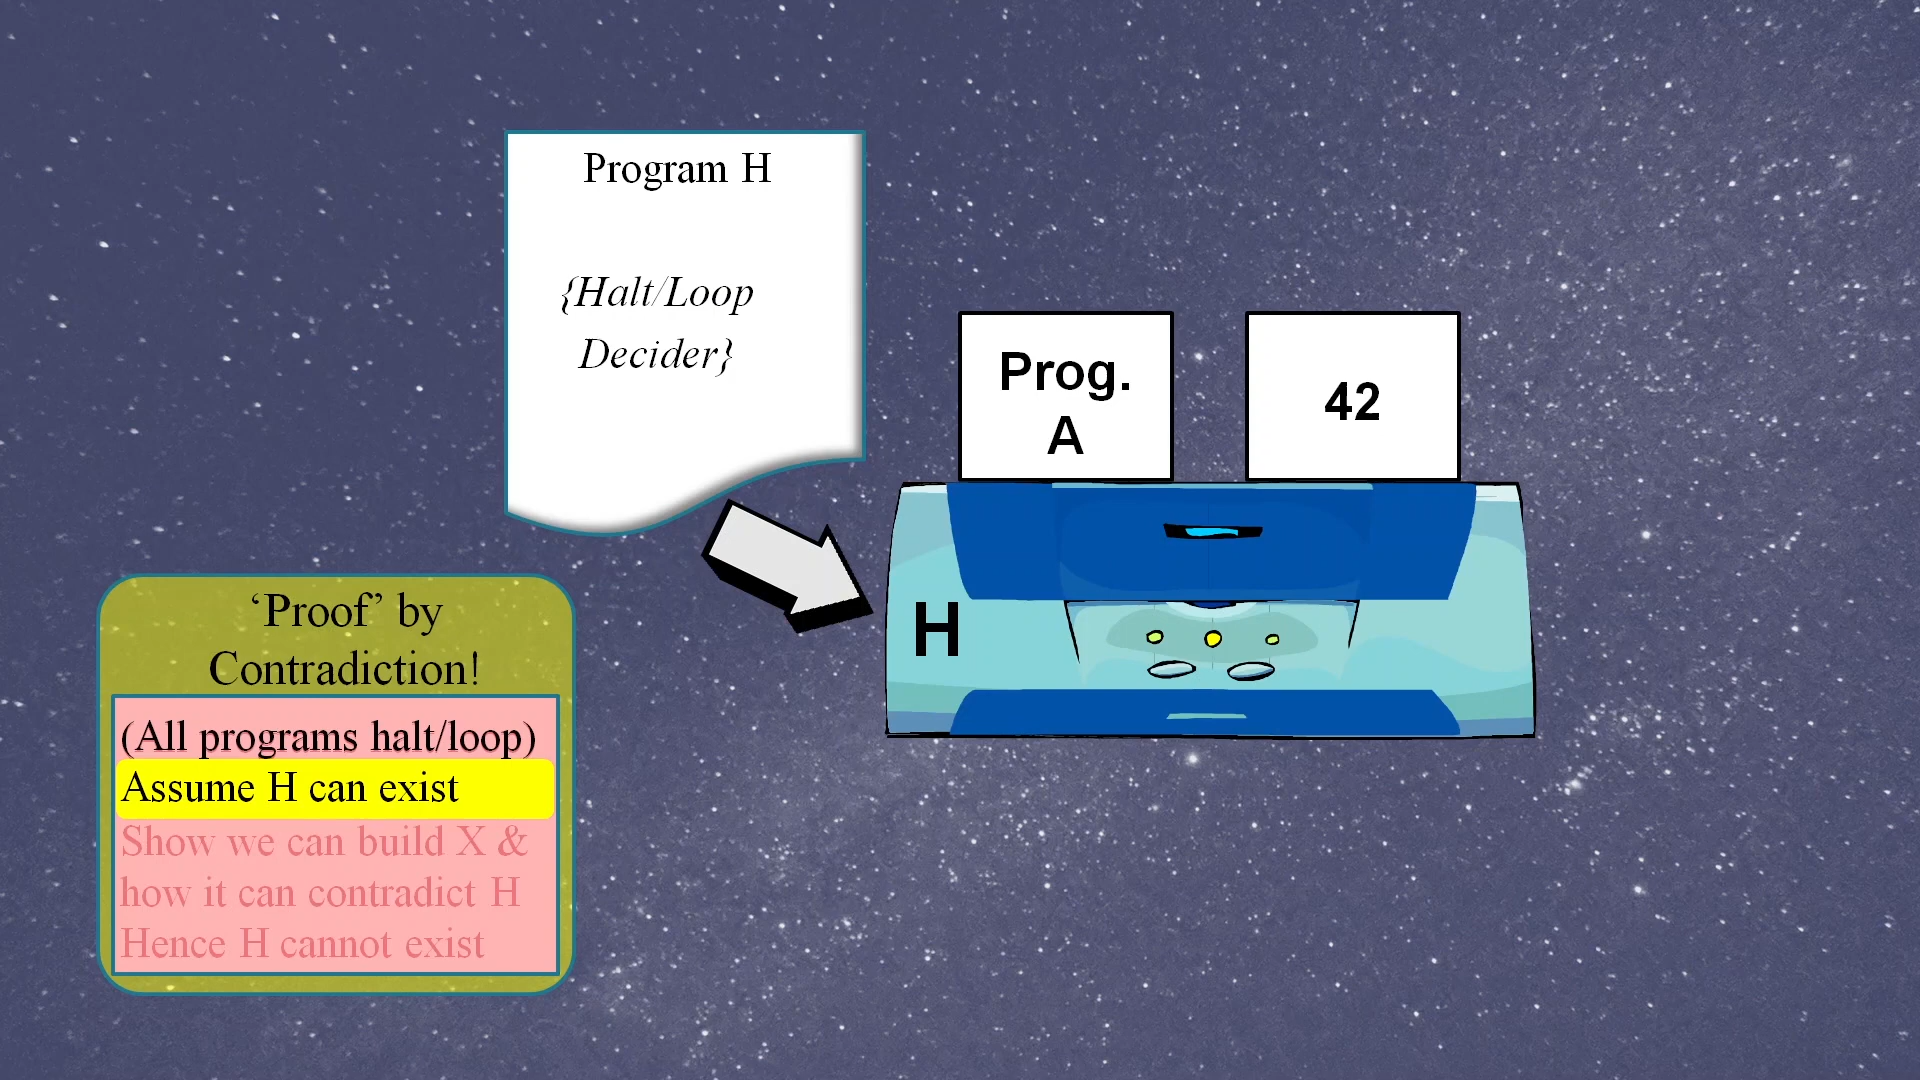 Program H
{Halt/Loop
Decider}
Prog.
A
42
H
‘Proof’ by
Contradiction!
(All programs halt/loop)
Assume H can exist
Show we can build X &
how it can contradict H
Hence H cannot exist